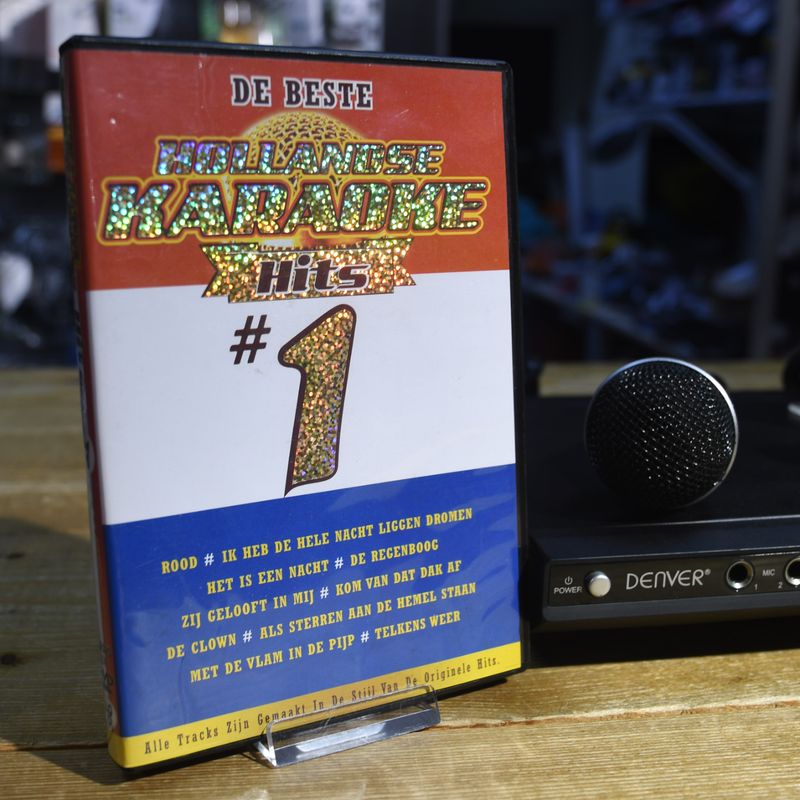 DE BESTE
HOLLANDSE
KARAOKE
Hits
#1
ROOD # IK HEB DE HELE NACHT LIGGEN DROMEN
HET IS EEN NACHT # DE REGENBOOG
ZIJ GELOOFT IN MIJ # KOM VAN DAT DAK AF
DE CLOWN # ALS STERREN AAN DE HEMEL STAAN
MET DE VLAM IN DE PIJP # TELKENS WEER
Alle Tracks Zijn Gemaakt In De Stijl Van De Originele Hits.
POWER
DENVER®
MIC
1
2